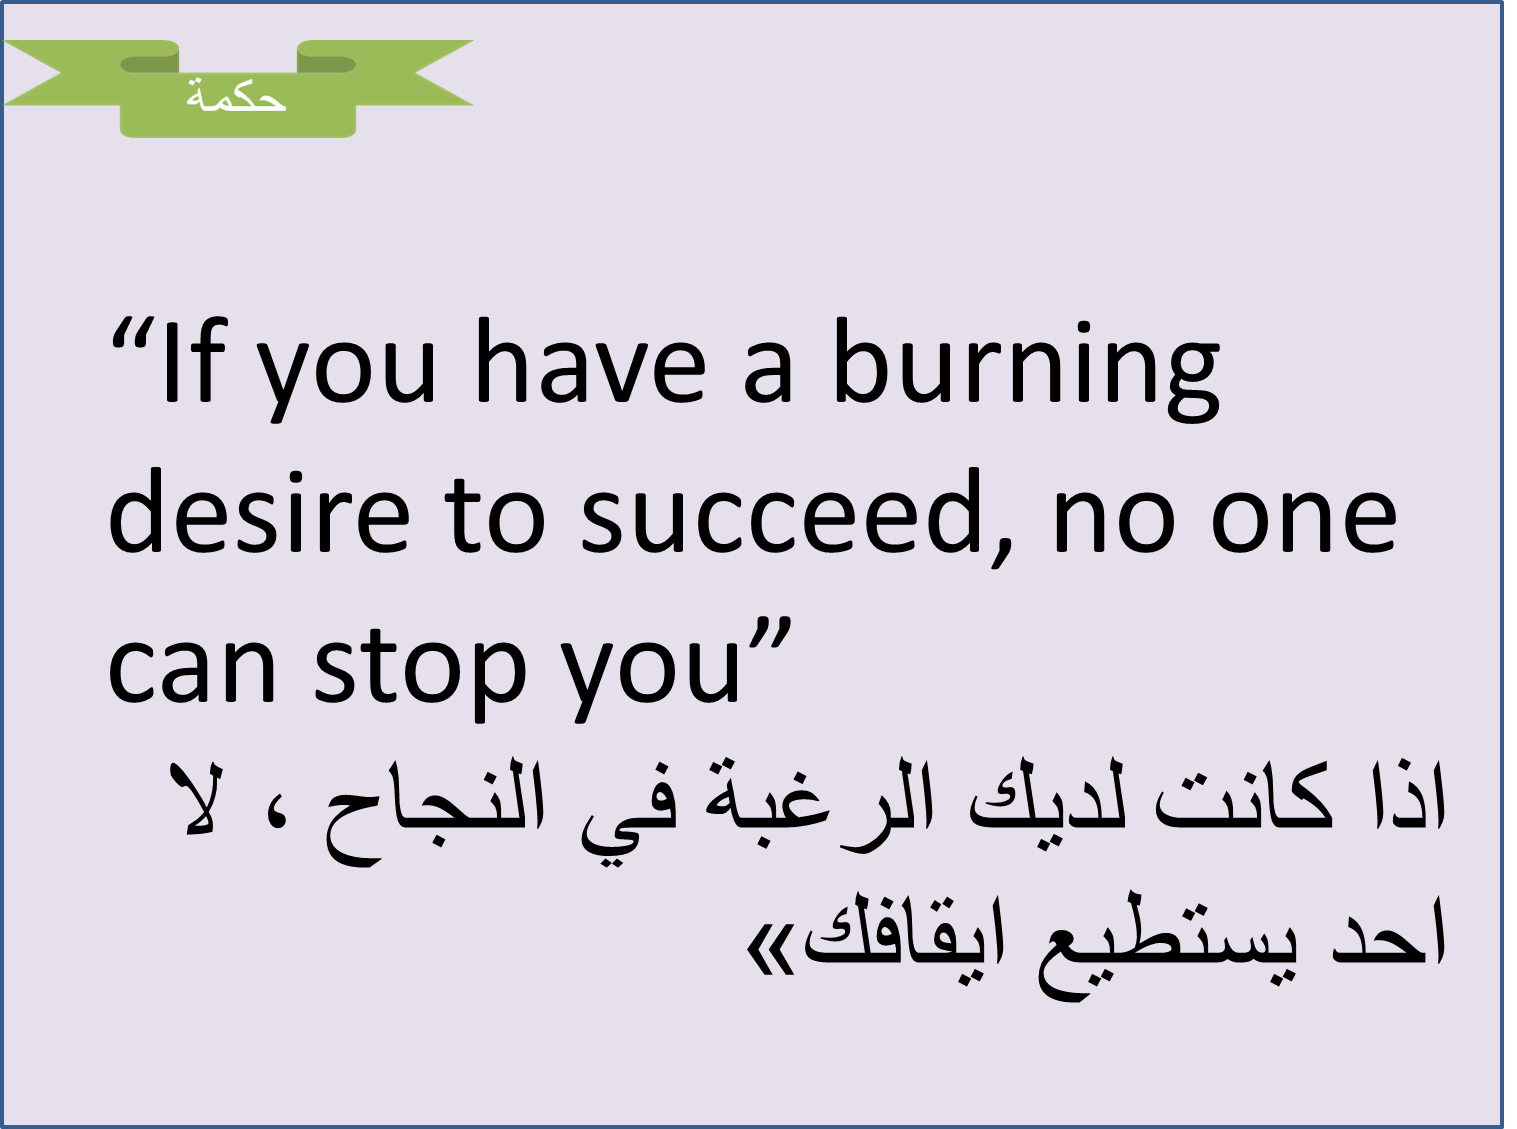 حكمة
“If you have a burning
desire to succeed, no one
can stop you”
اذا كانت لديك الرغبة في النجاح ، لا
احد يستطيع ايقافك»